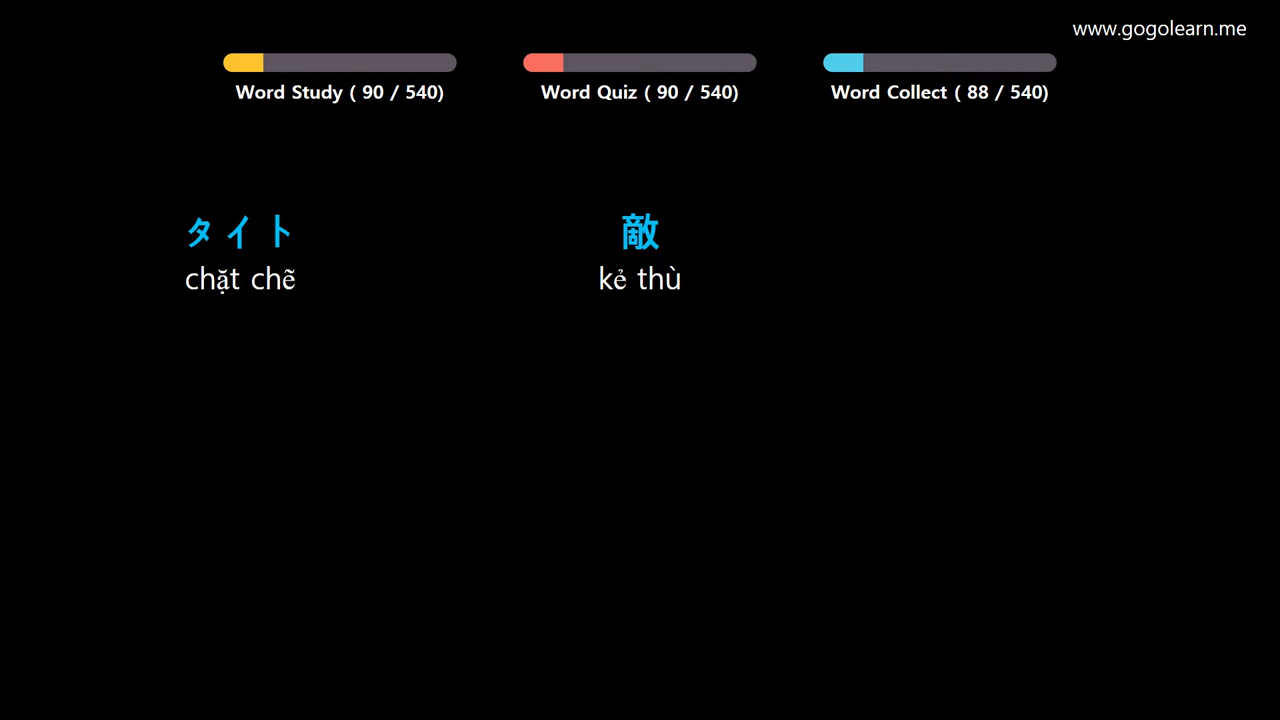 www.gogolearn.me
Word Study ( 90 / 540)
Word Quiz ( 90 / 540)
Word Collect ( 88 / 540)
タイト
chặt chẽ
敵
kẻ thù